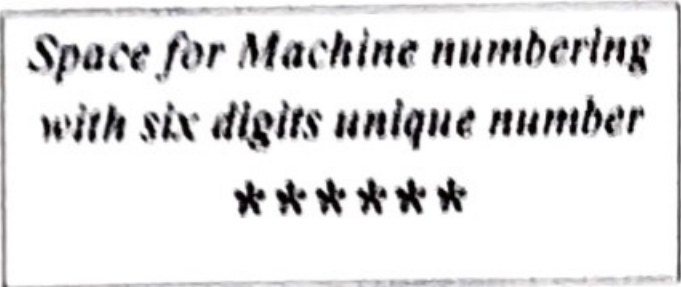 Space for Machine numbering
with six digits unique number
******